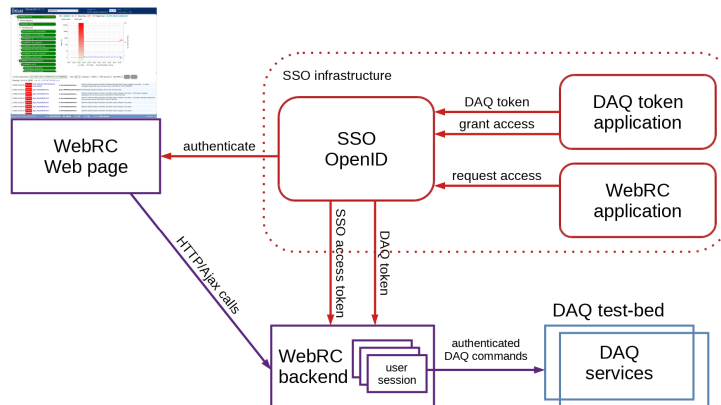 SSO infrastructure
DAQ token
grant access
DAQ token
application
SSO
OpenID
WebRC
Web page
authenticate
request access
WebRC
application
SSO access token
DAQ token
HTTP/Ajax calls
DAQ test-bed
WebRC
backend
user
session
authenticated
DAQ commands
DAQ
services